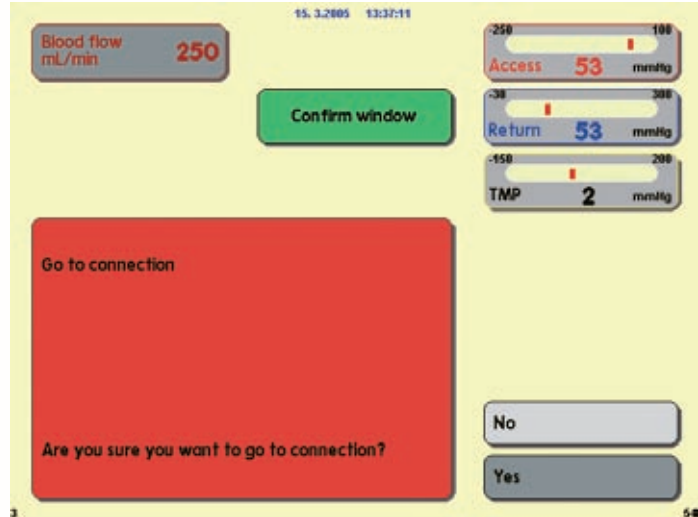 15. 3.2005 13:37:11
Blood flow
mL/min 250
-250 100
Access 53 mmHg
Confirm window
-30 300
Return 53 mmHg
-150 200
TMP 2 mmHg
Go to connection
Are you sure you want to go to connection?
No
Yes